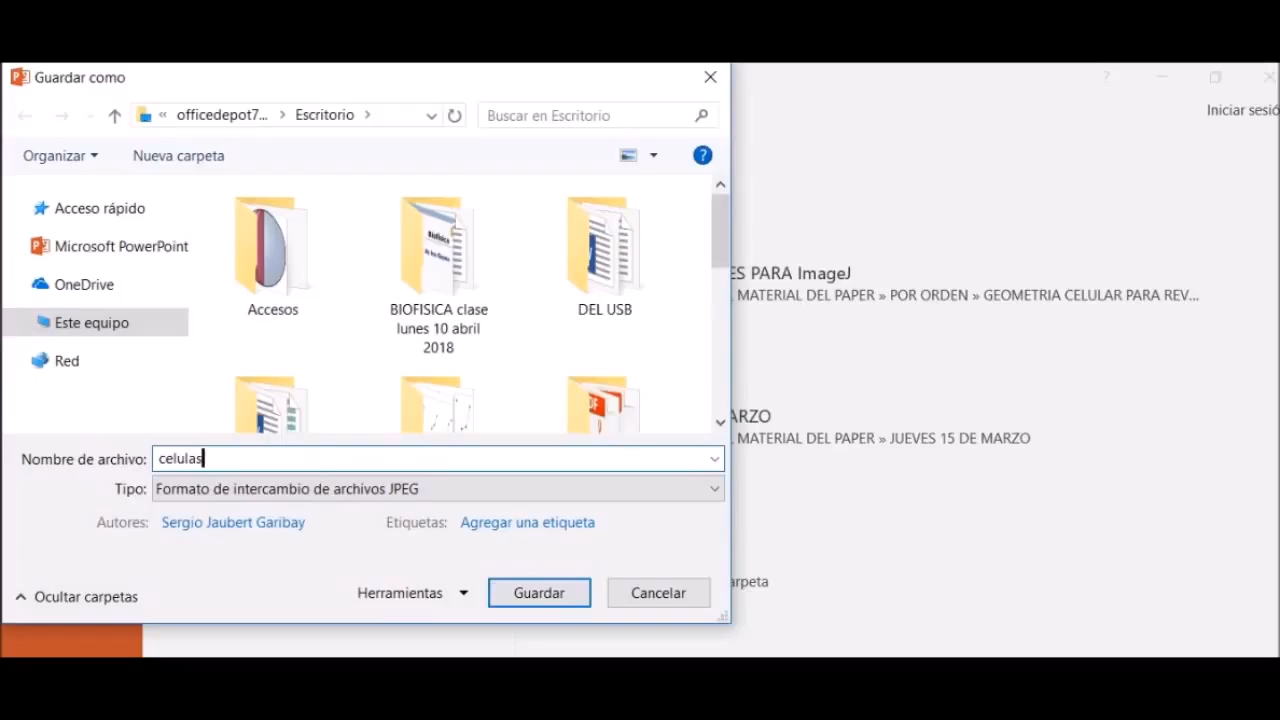 Guardar como
« officedepot7... > Escritorio >
Buscar en Escritorio
Iniciar sesió
Organizar
Nueva carpeta
?
Acceso rápido
Microsoft PowerPoint
OneDrive
Este equipo
Red
Accesos
BIOFISICA clase
lunes 10 abril
2018
DEL USB
ES PARA ImageJ
MATERIAL DEL PAPER » POR ORDEN » GEOMETRIA CELULAR PARA REV...
ARZO
MATERIAL DEL PAPER » JUEVES 15 DE MARZO
Nombre de archivo: celulas
Tipo: Formato de intercambio de archivos JPEG
Autores: Sergio Jaubert Garibay
Etiquetas: Agregar una etiqueta
arpeta
Ocultar carpetas
Herramientas
Guardar
Cancelar